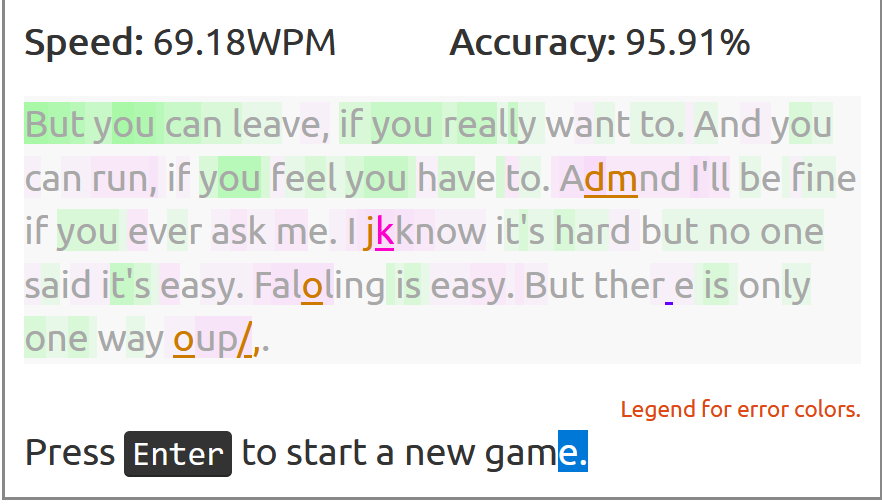 Speed: 69.18WPM Accuracy: 95.91%
But you can leave, if you really want to. And you
can run, if you feel you have to. Admnd I'll be fine
if you ever ask me. I jkknow it's hard but no one
said it's easy. Faloling is easy. But ther e is only
one way oup/,.
Legend for error colors.
Press Enter to start a new game.